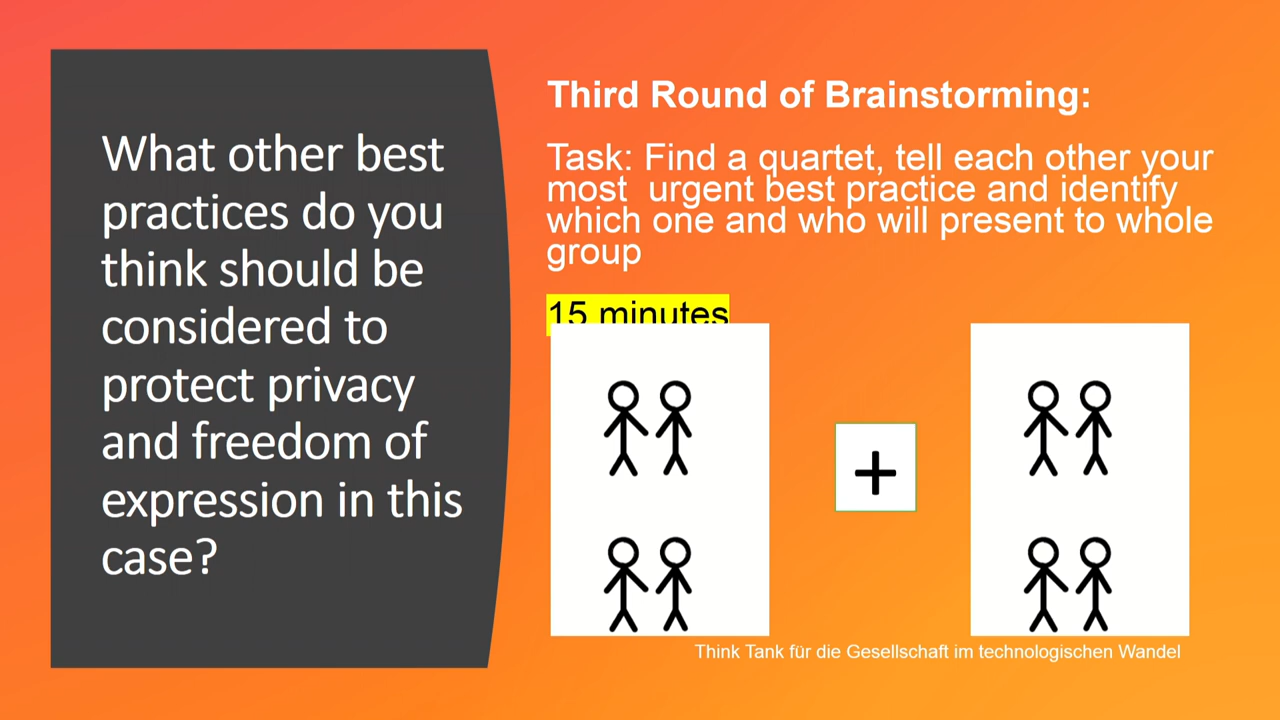 What other best
practices do you
think should be
considered to
protect privacy
and freedom of
expression in this
case?
Third Round of Brainstorming:
Task: Find a quartet, tell each other your
most  urgent best practice and identify
which one and who will present to whole
group
15 minutes
+
Think Tank für die Gesellschaft im technologischen Wandel